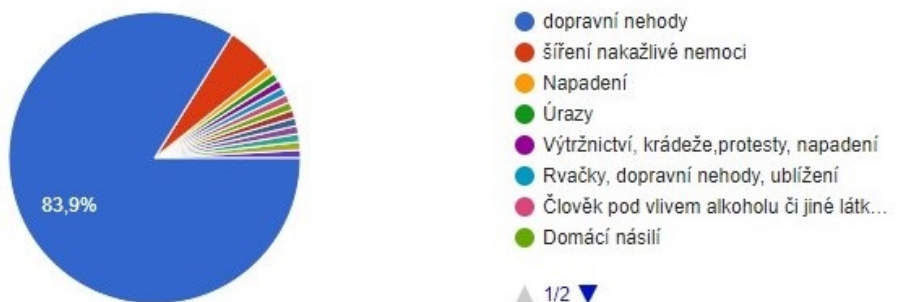 83,9%
dopravní nehody
šíření nakažlivé nemoci
Napadení
Úrazy
Výtržnictví, krádeže,protesty, napadení
Rvačky, dopravní nehody, ublížení
Člověk pod vlivem alkoholu či jiné látk...
Domácí násilí
1/2